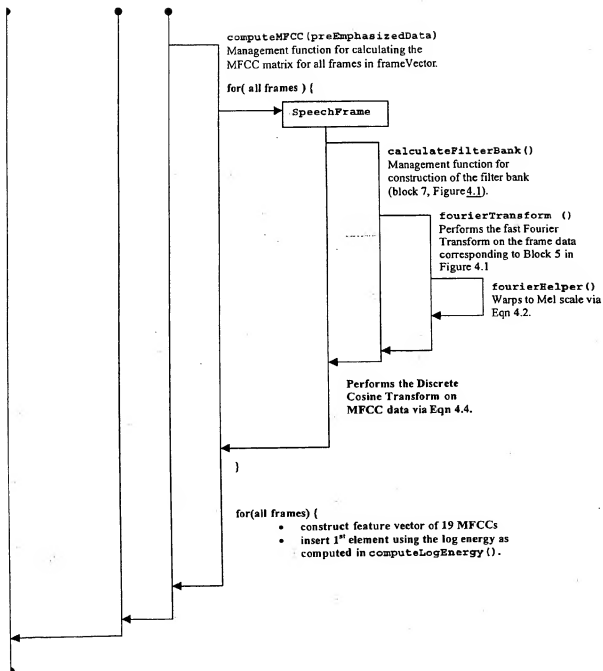 computeMFCC(preEmphasizedData)
Management function for calculating the
MFCC matrix for all frames in frameVector.
for( all frames ) {
SpeechFrame
calculateFilterBank()
Management function for
construction of the filter bank
(block 7, Figure 4.1).
fourierTransform ()
Performs the fast Fourier
Transform on the frame data
corresponding to Block 5 in
Figure 4.1
fourierHelper()
Warps to Mel scale via
Eqn 4.2.
Performs the Discrete
Cosine Transform on
MFCC data via Eqn 4.4.
}
for(all frames) {
• construct feature vector of 19 MFCCs
• insert 1st element using the log energy as
computed in computeLogEnergy().